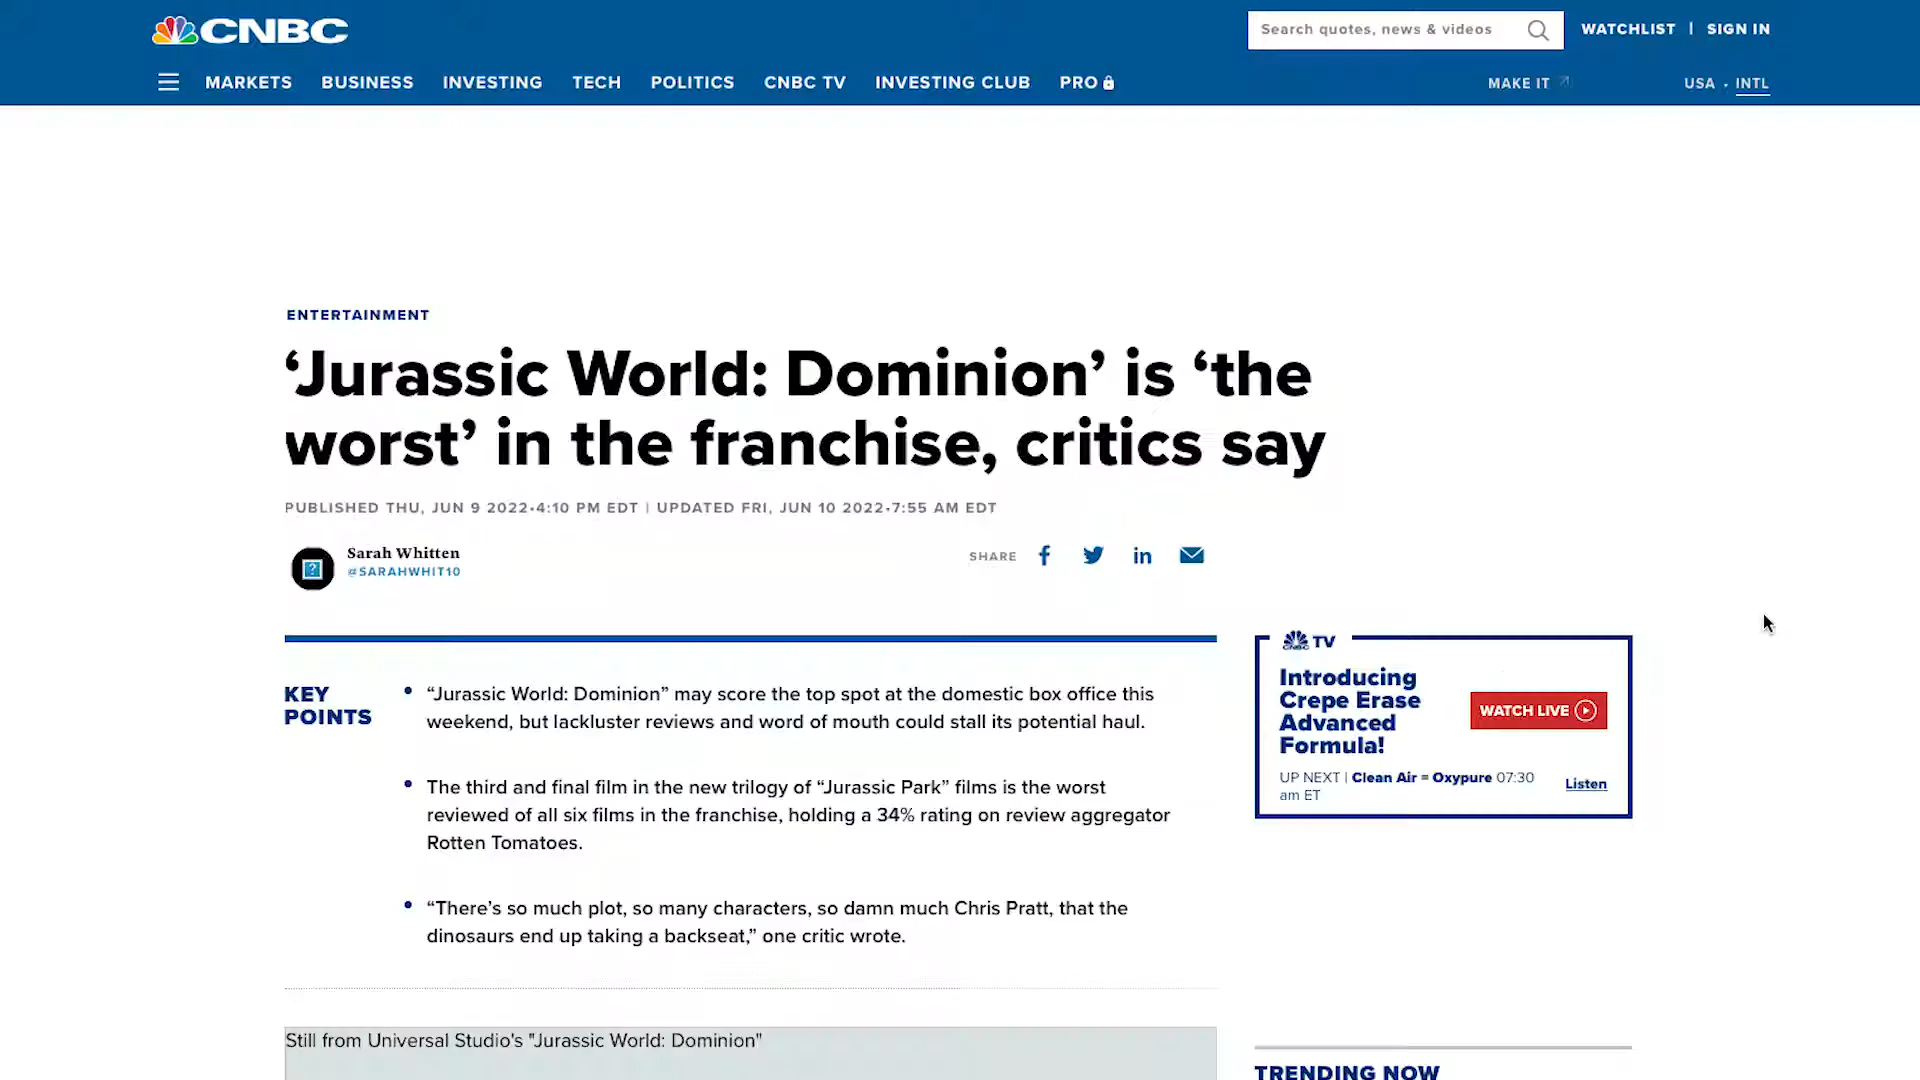 CNBC
Search quotes, news & videos
WATCHLIST | SIGN IN
MARKETS BUSINESS INVESTING TECH POLITICS CNBC TV INVESTING CLUB PRO
MAKE IT
USA • INTL
ENTERTAINMENT
‘Jurassic World: Dominion’ is ‘the
worst’ in the franchise, critics say
PUBLISHED THU, JUN 9 2022•4:10 PM EDT | UPDATED FRI, JUN 10 2022•7:55 AM EDT
Sarah Whitten
@SARAHWHIT10
SHARE
KEY
POINTS
• “Jurassic World: Dominion” may score the top spot at the domestic box office this
weekend, but lackluster reviews and word of mouth could stall its potential haul.
• The third and final film in the new trilogy of “Jurassic Park” films is the worst
reviewed of all six films in the franchise, holding a 34% rating on review aggregator
Rotten Tomatoes.
• “There’s so much plot, so many characters, so damn much Chris Pratt, that the
dinosaurs end up taking a backseat,” one critic wrote.
Still from Universal Studio's "Jurassic World: Dominion"
CNBC TV
Introducing
Crepe Erase
Advanced
Formula!
WATCH LIVE
UP NEXT | Clean Air = Oxypure 07:30
am ET
Listen
TRENDING NOW